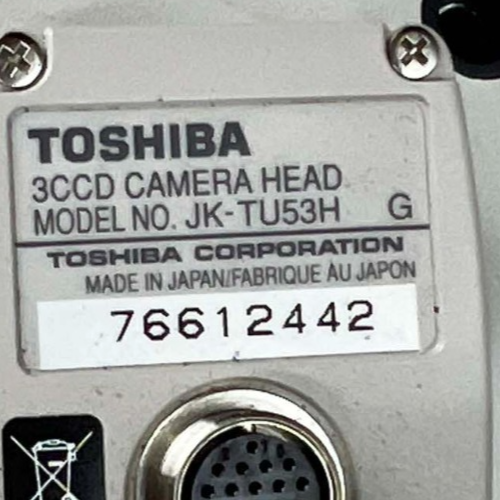 TOSHIBA
3CCD CAMERA HEAD
MODEL NO. JK-TU53H G
TOSHIBA CORPORATION
MADE IN JAPAN/FABRIQUE AU JAPON
76612442